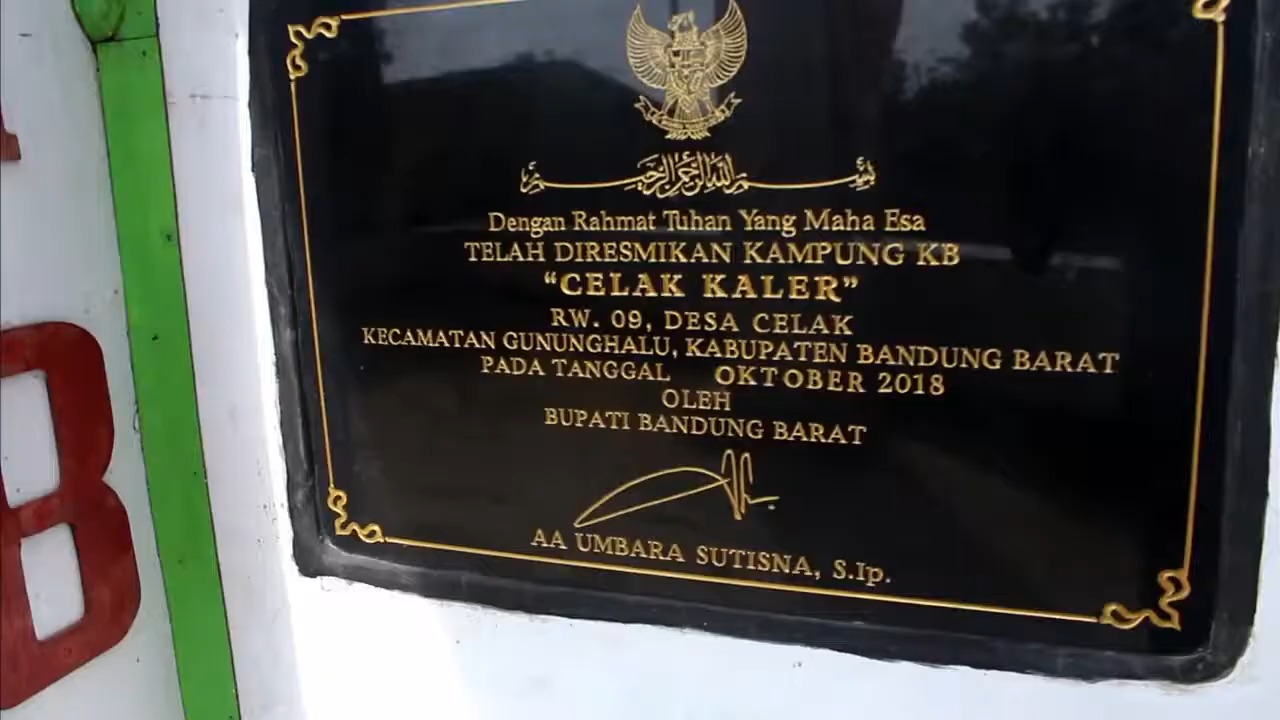 بسم الله الرحمن الرحيم
Dengan Rahmat Tuhan Yang Maha Esa
TELAH DIRESMIKAN KAMPUNG KB
“CELAK KALER”
RW. 09, DESA CELAK
KECAMATAN GUNUNGHALU, KABUPATEN BANDUNG BARAT
PADA TANGGAL OKTOBER 2018
OLEH
BUPATI BANDUNG BARAT
AA UMBARA SUTISNA, S.Ip.
B